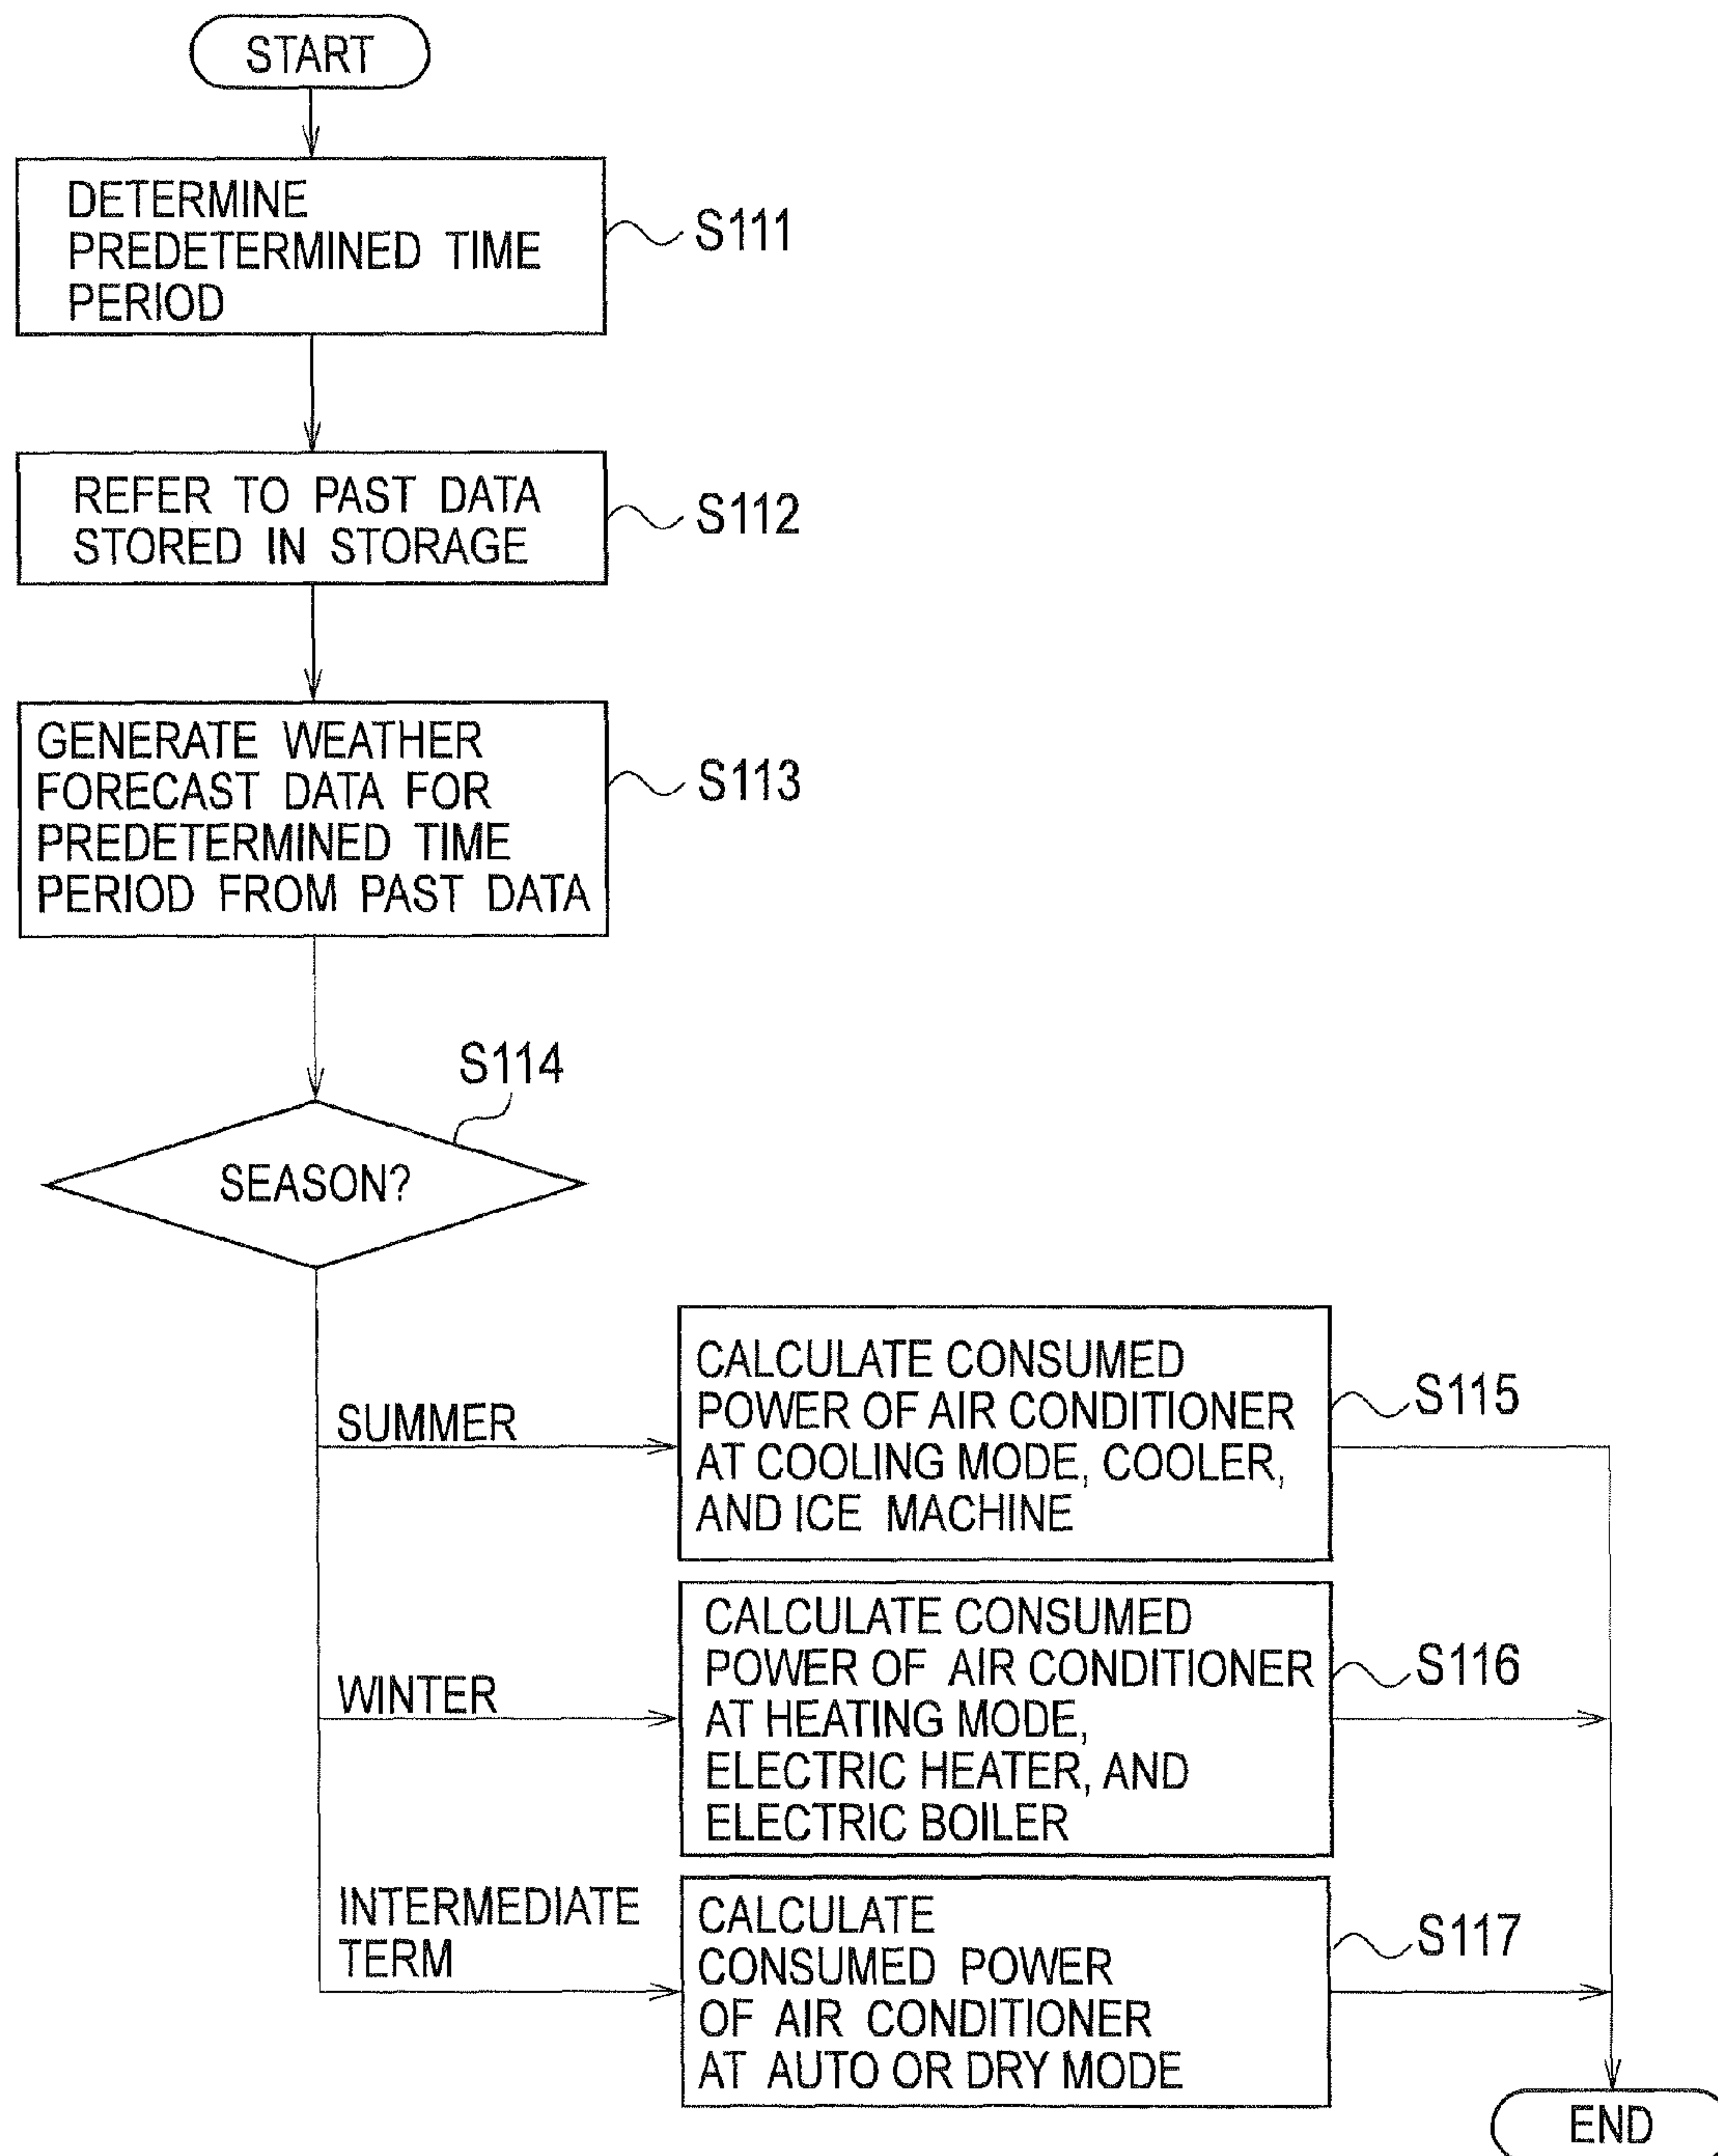 START
DETERMINE
PREDETERMINED TIME
PERIOD
S111
REFER TO PAST DATA
STORED IN STORAGE
S112
GENERATE WEATHER
FORECAST DATA FOR
PREDETERMINED TIME
PERIOD FROM PAST DATA
S113
S114
SEASON?
SUMMER
CALCULATE CONSUMED
POWER OF AIR CONDITIONER
AT COOLING MODE, COOLER,
AND ICE MACHINE
S115
WINTER
CALCULATE CONSUMED
POWER OF AIR CONDITIONER
AT HEATING MODE,
ELECTRIC HEATER, AND
ELECTRIC BOILER
S116
INTERMEDIATE
TERM
CALCULATE
CONSUMED POWER
OF AIR CONDITIONER
AT AUTO OR DRY MODE
S117
END